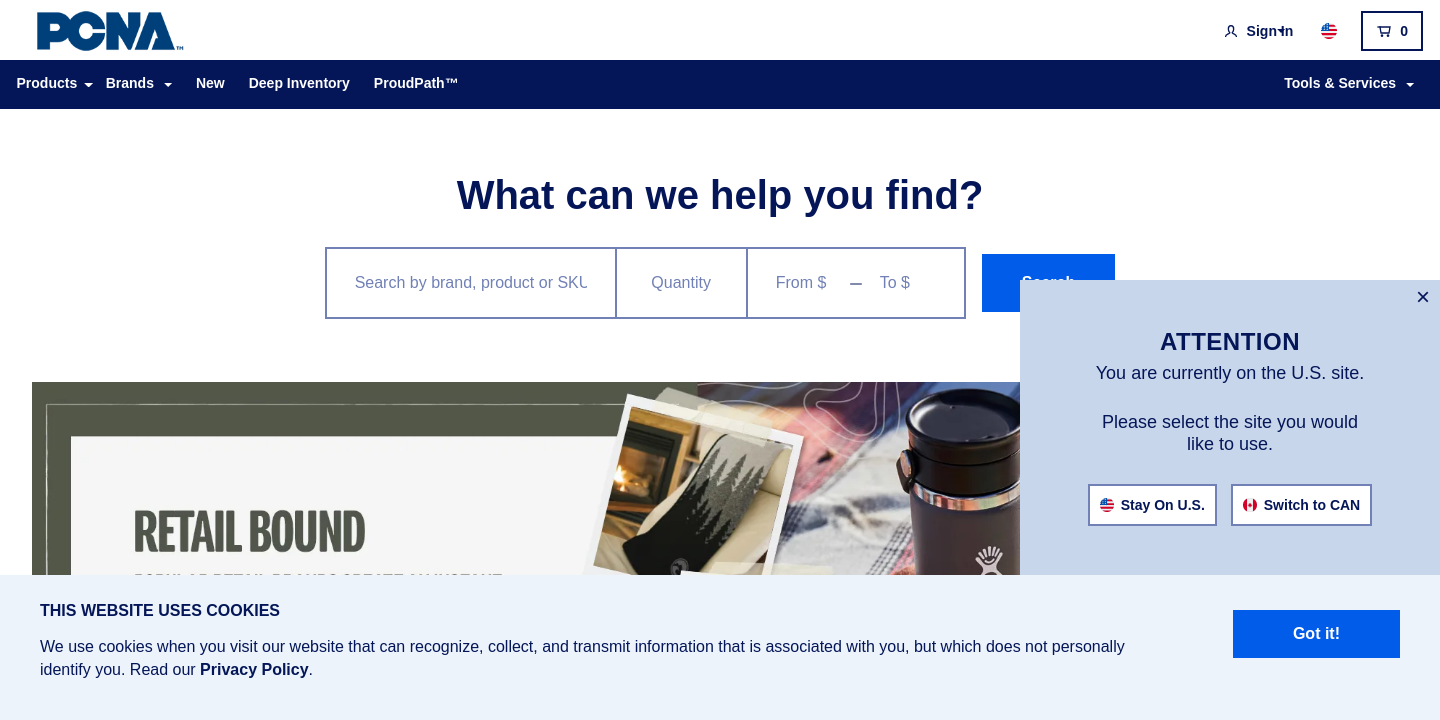 PCNA™
Sign In
0
Products
Brands
New
Deep Inventory
ProudPath™
Tools & Services
What can we help you find?
Search by brand, product or SKU
Quantity
From $
To $
ATTENTION
You are currently on the U.S. site.
Please select the site you would
like to use.
Stay On U.S.
Switch to CAN
RETAIL BOUND
THIS WEBSITE USES COOKIES
We use cookies when you visit our website that can recognize, collect, and transmit information that is associated with you, but which does not personally
identify you. Read our Privacy Policy.
Got it!